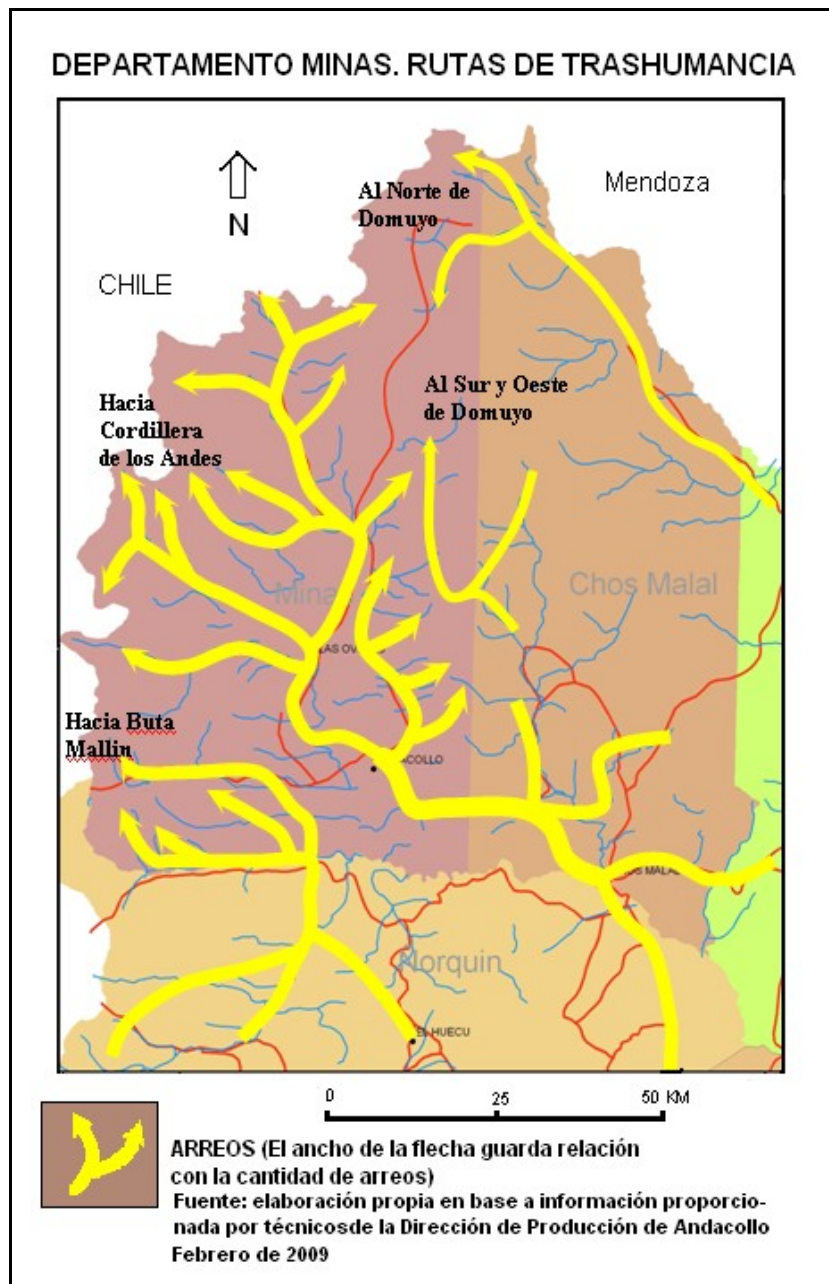 DEPARTAMENTO MINAS. RUTAS DE TRASHUMANCIA
N
Al Norte de
Domuyo
Mendoza
CHILE
Al Sur y Oeste
de Domuyo
Hacia
Cordillera
de los Andes
Chos Malal
Hacia Buta
Mallin
Norquin
EL HUECU
0 25 50 KM
ARREOS (El ancho de la flecha guarda relación
con la cantidad de arreos)
Fuente: elaboración propia en base a información proporcio-
nada por técnicosde la Dirección de Producción de Andacollo
Febrero de 2009